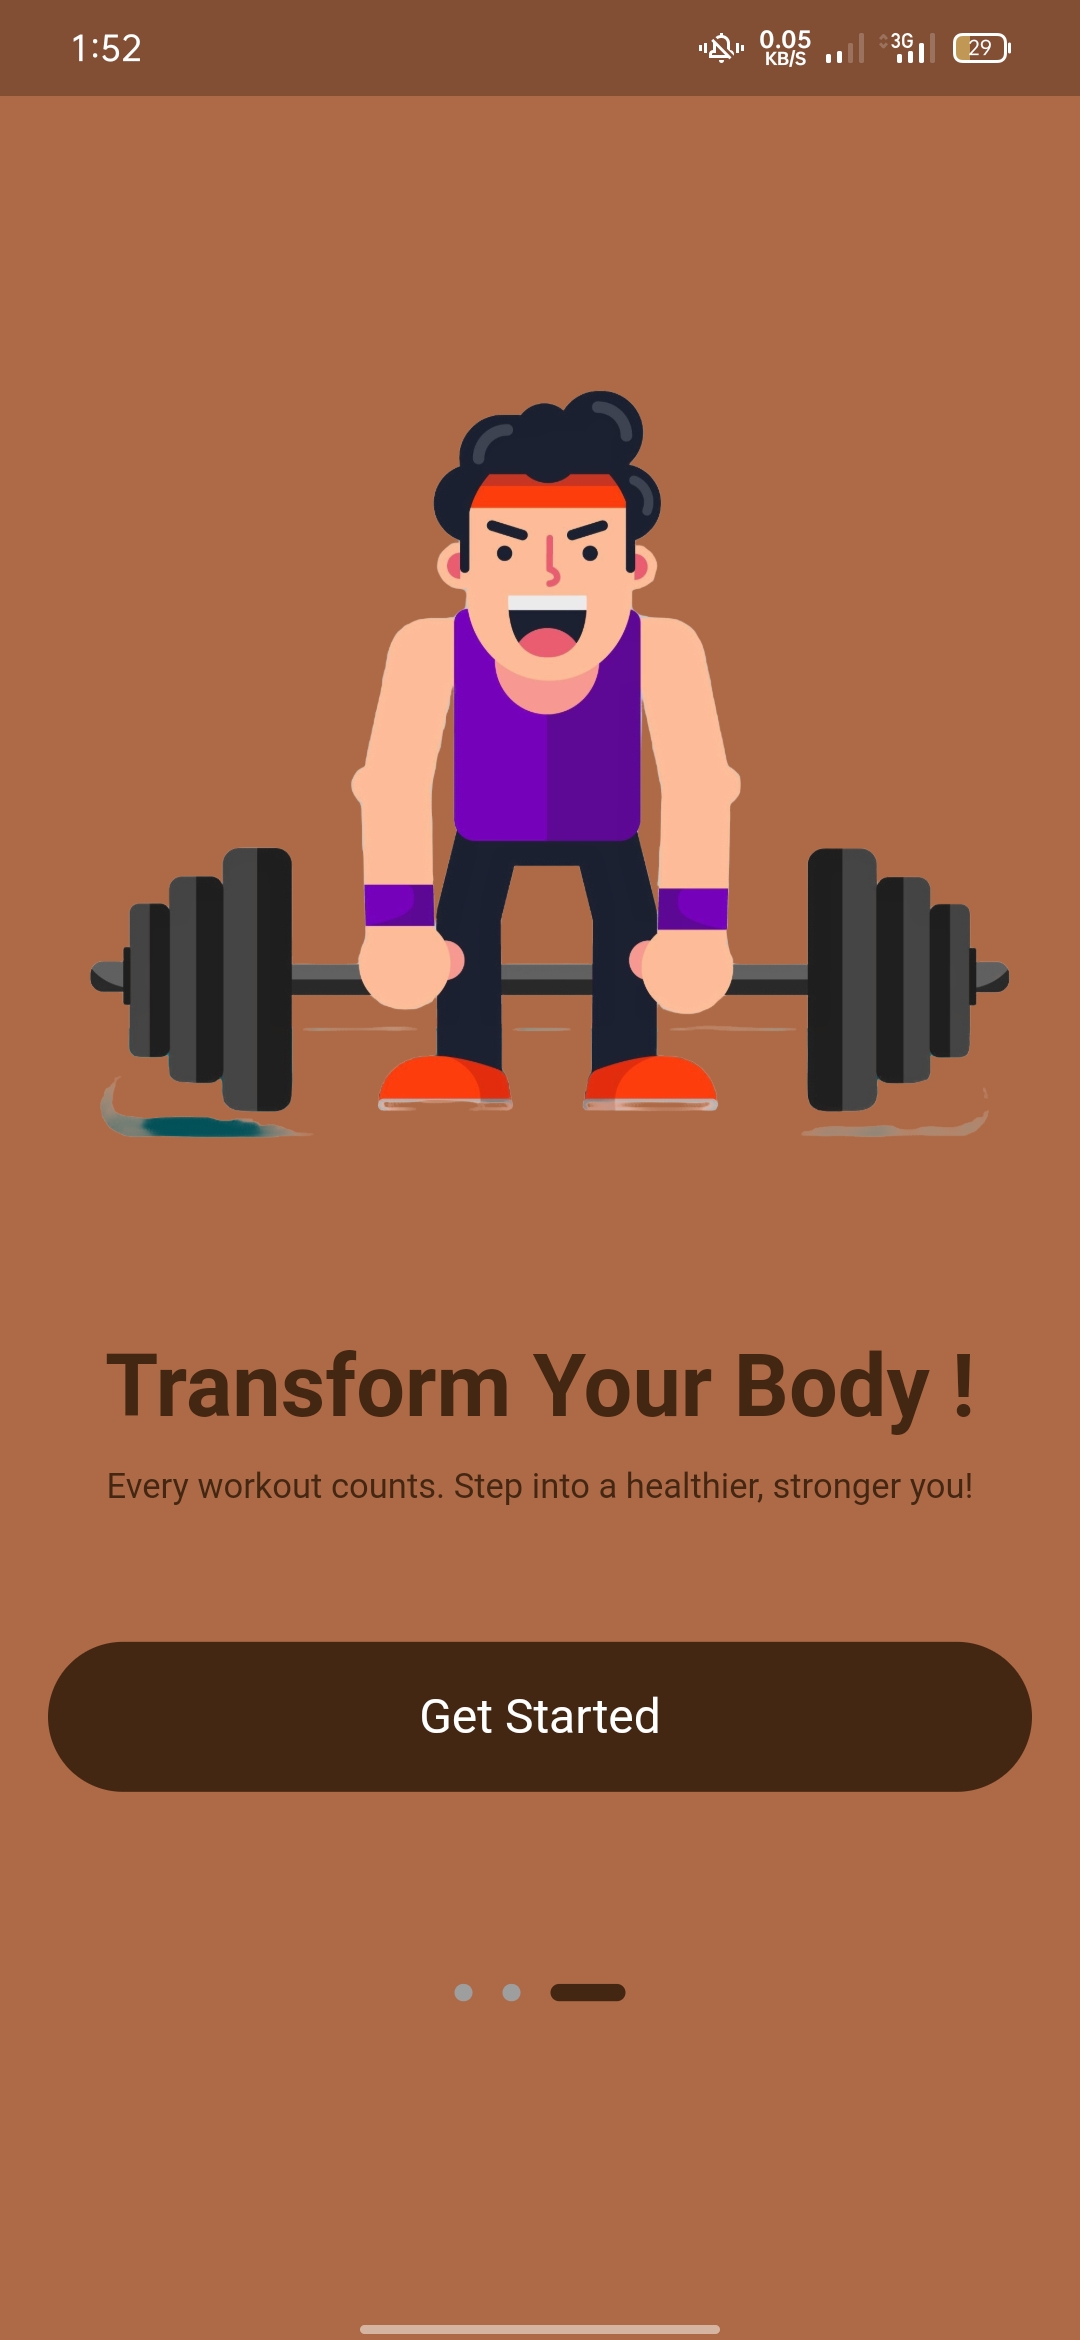 1:52
0.05
KB/S
3G
29
Transform Your Body !
Every workout counts. Step into a healthier, stronger you!
Get Started